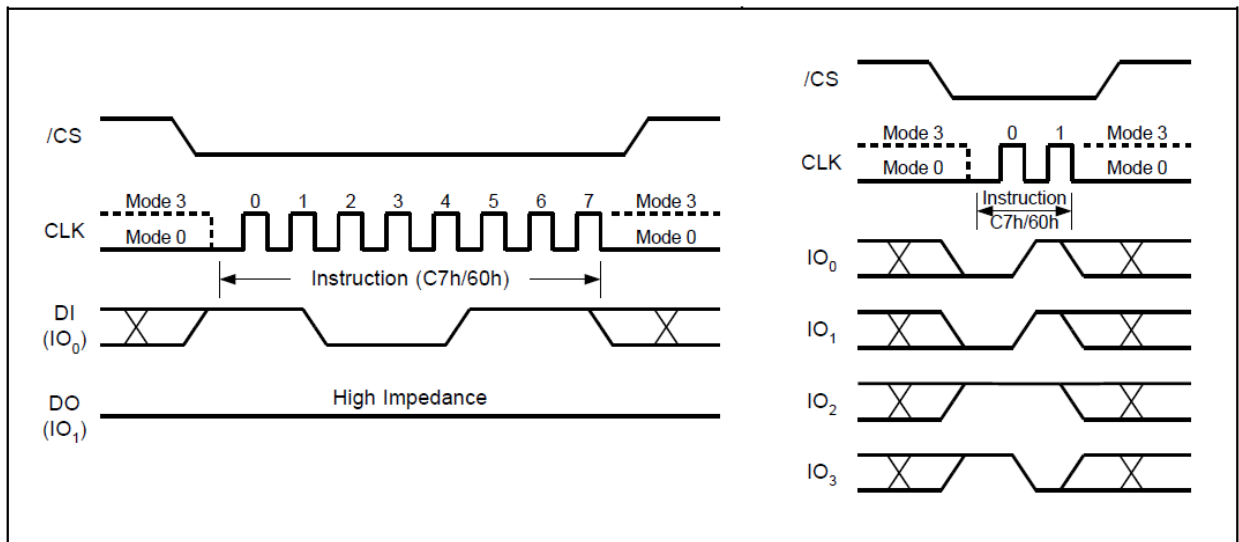 /CS
Mode 3
0 1 2 3 4 5 6 7
Mode 3
CLK
Mode 0
Mode 0
Instruction (C7h/60h)
DI
(IO0)
High Impedance
DO
(IO1)
/CS
Mode 3
0 1
Mode 3
CLK
Mode 0
Mode 0
Instruction
C7h/60h
IO0
IO1
IO2
IO3